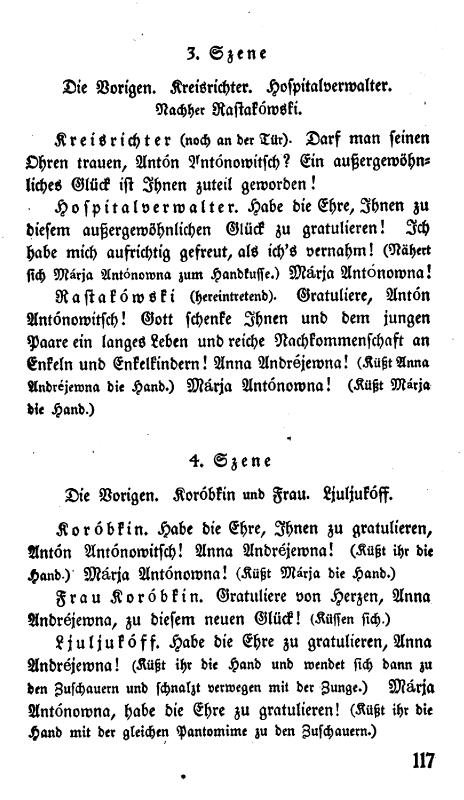 3. Szene
Die Vorigen. Kreisrichter. Hospitalverwalter.
Nachher Rastakówski.
Kreisrichter (noch an der Tür). Darf man seinen
Ohren trauen, Antón Antónowitsch? Ein außergewöhn-
liches Glück ist Ihnen zuteil geworden!
Hospitalverwalter. Habe die Ehre, Ihnen zu
diesem außergewöhnlichen Glück zu gratulieren! Ich
habe mich aufrichtig gefreut, als ich's vernahm! (Nähert
sich Márja Antónowna zum Handkusse.) Márja Antónowna!
Rastakówski (hereintretend). Gratuliere, Antón
Antónowitsch! Gott schenke Ihnen und dem jungen
Paare ein langes Leben und reiche Nachkommenschaft an
Enkeln und Enkelkindern! Anna Andréjewna! (Küßt Anna
Andréjewna die Hand.) Márja Antónowna! (Küßt Márja
die Hand.)
4. Szene
Die Vorigen. Koróbkin und Frau. Ljuljukóff.
Koróbkin. Habe die Ehre, Ihnen zu gratulieren,
Antón Antónowitsch! Anna Andréjewna! (Küßt ihr die
Hand.) Márja Antónowna! (Küßt Márja die Hand.)
Frau Koróbkin. Gratuliere von Herzen, Anna
Andréjewna, zu diesem neuen Glück! (Küssen sich.)
Ljuljukóff. Habe die Ehre zu gratulieren, Anna
Andréjewna! (Küßt ihr die Hand und wendet sich dann zu
den Zuschauern und schnalzt verwegen mit der Zunge.) Márja
Antónowna, habe die Ehre zu gratulieren! (Küßt ihr die
Hand mit der gleichen Pantomime zu den Zuschauern.)
117